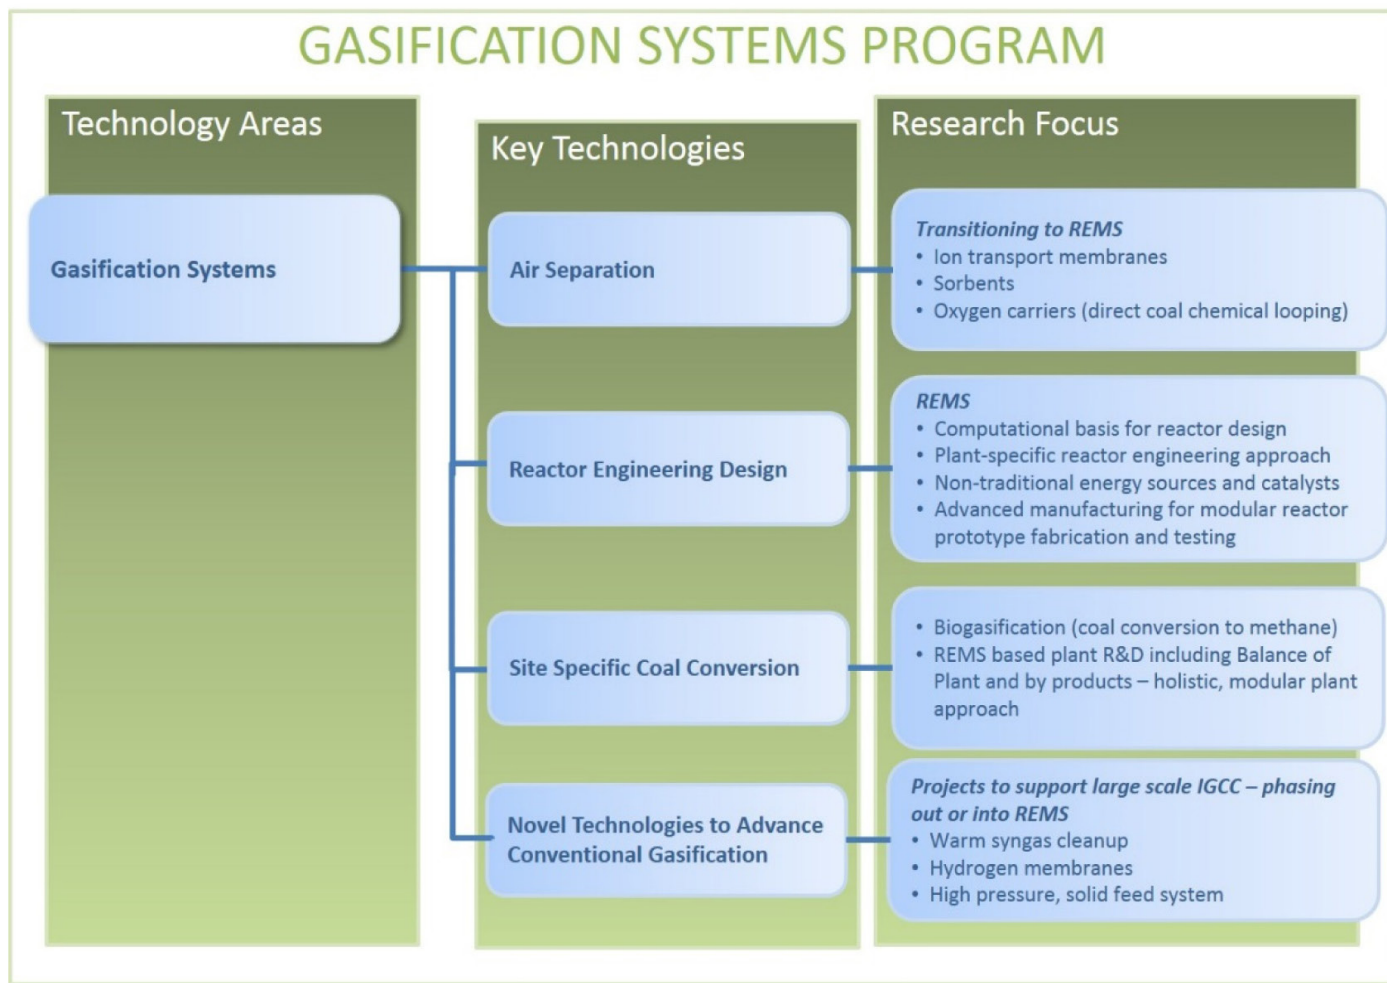 GASIFICATION SYSTEMS PROGRAM
Technology Areas
Gasification Systems
Key Technologies
Air Separation
Reactor Engineering Design
Site Specific Coal Conversion
Novel Technologies to Advance
Conventional Gasification
Research Focus
Transitioning to REMS
• Ion transport membranes
• Sorbents
• Oxygen carriers (direct coal chemical looping)
REMS
• Computational basis for reactor design
• Plant-specific reactor engineering approach
• Non-traditional energy sources and catalysts
• Advanced manufacturing for modular reactor
prototype fabrication and testing
• Biogasification (coal conversion to methane)
• REMS based plant R&D including Balance of
Plant and by products – holistic, modular plant
approach
Projects to support large scale IGCC – phasing
out or into REMS
• Warm syngas cleanup
• Hydrogen membranes
• High pressure, solid feed system